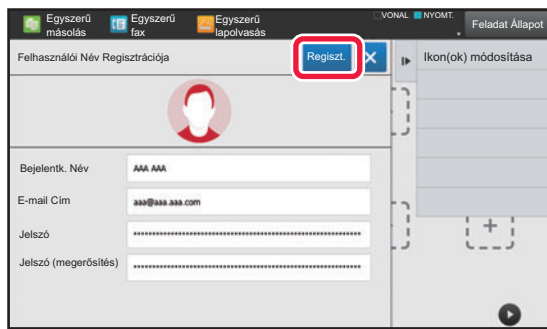 Egyszerű
másolás
Egyszerű
fax
Egyszerű
lapolvasás
VONAL
NYOMT.
Feladat Állapot
Felhasználói Név Regisztrációja
Regiszt.
Ikon(ok) módosítása
Bejelentk. Név
AAA AAA
E-mail Cím
aaa@aaa.aaa.com
Jelszó
Jelszó (megerősítés)